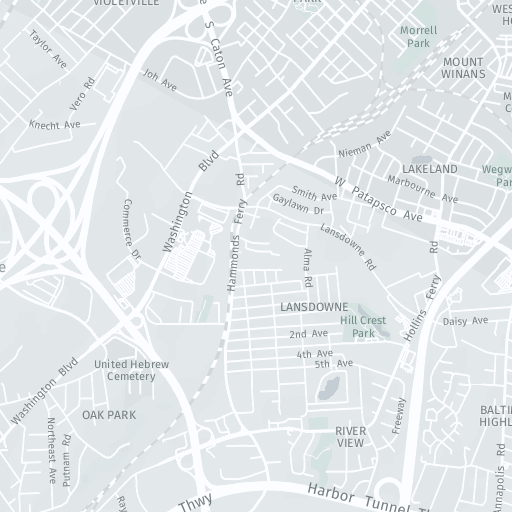 VIOLETVILLE
PARK
S Caton Ave
Morrell
Park
Taylor Ave
MOUNT
WINANS
Joh Ave
Vero Rd
Knecht Ave
Nieman Ave
LAKELAND
Washington Blvd
Marbourne Ave
W Patapsco Ave
Smith Ave
Gaylawn Dr
Commerce Dr
Hammonds Ferry Rd
Lansdowne Rd
Alma Rd
Hollins Ferry Rd
LANSDOWNE
Hill Crest
Park
Daisy Ave
2nd Ave
4th Ave
5th Ave
United Hebrew
Cemetery
Washington Blvd
OAK PARK
Northeast Ave
Putnam Rd
RIVER
VIEW
Freeway
Annapolis Rd
Thwy
Harbor Tunnel